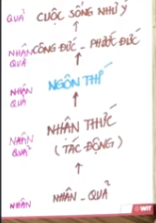 QUẢ CUỘC SỐNG NHƯ Ý
NHÂN QUẢ CÔNG ĐỨC - PHƯỚC ĐỨC
NHÂN QUẢ NGÔN THÍ
NHÂN QUẢ NHẬN THỨC
(TÁC ĐỘNG)
NHÂN NHÂN - QUẢ